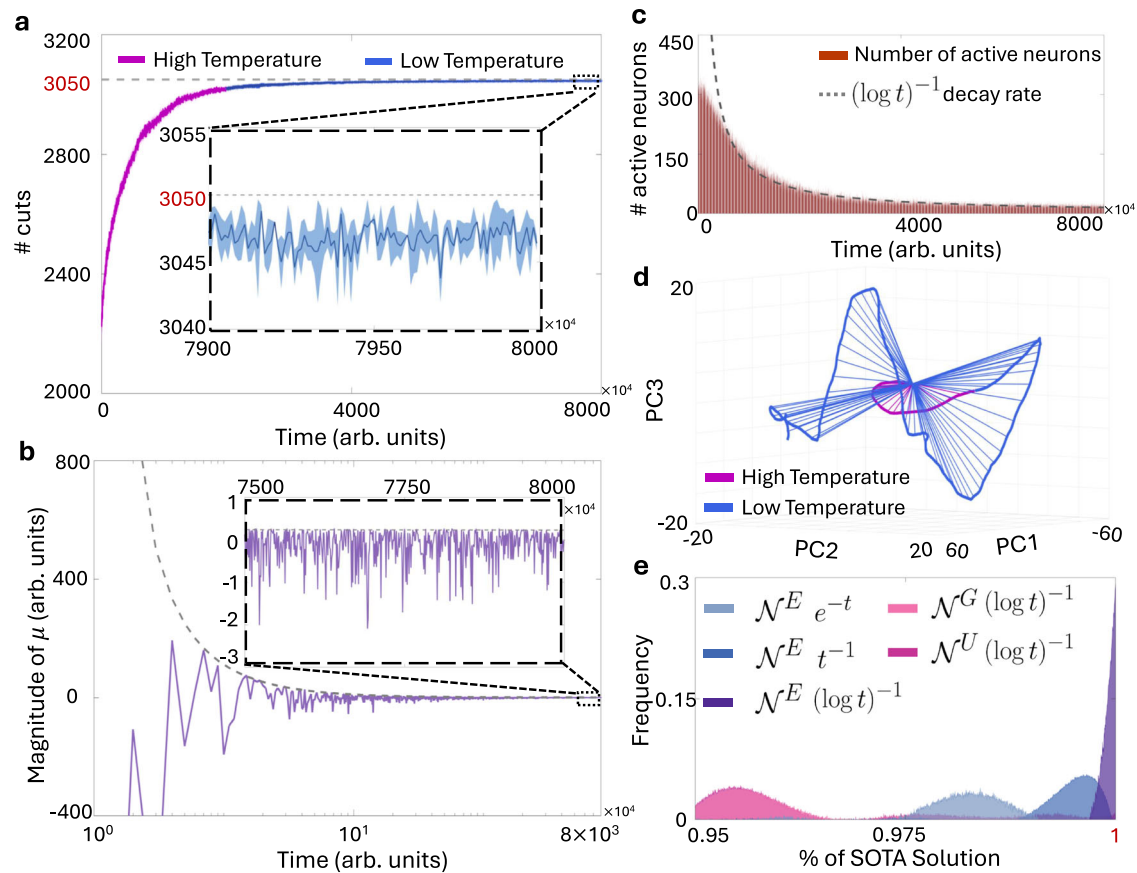 a
3200
3050
2800
2400
2000
# cuts
High Temperature
Low Temperature
3055
3050
3045
3040
7900
7950
8000
×10⁴
0
4000
8000
×10⁴
Time (arb. units)
b
800
400
0
-400
Magnitude of μ (arb. units)
7500
7750
8000
×10⁴
1
0
-1
-2
-3
10⁰
10¹
8×10³
×10⁴
Time (arb. units)
c
450
300
150
0
# active neurons
Number of active neurons
(log t)⁻¹ decay rate
0
4000
8000
×10⁴
Time (arb. units)
d
20
-20
PC3
High Temperature
Low Temperature
-20
PC2
20
60
PC1
-60
e
0.3
0.15
0
Frequency
𝒩ᴱ e⁻ᵗ
𝒩ᴱ t⁻¹
𝒩ᴱ (log t)⁻¹
𝒩ᴳ (log t)⁻¹
𝒩ᵁ (log t)⁻¹
0.95
0.975
1
% of SOTA Solution